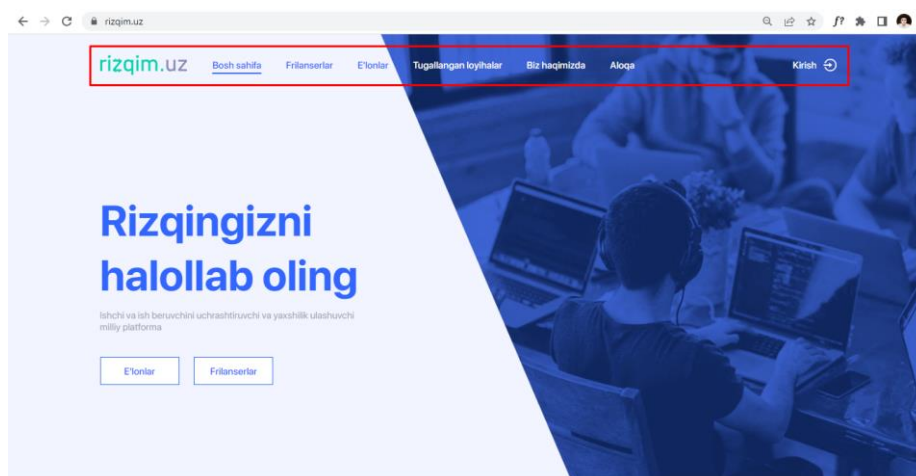 rizqim.uz
rizqim.uz Bosh sahifa Frilanserlar E'lonlar Tugallangan loyihalar Biz haqimizda Aloqa Kirish
Rizqingizni
halollab oling
Ishchi va ish beruvchini uchrashtiruvchi va yaxshilik ulashuvchi
milliy platforma
E'lonlar Frilanserlar